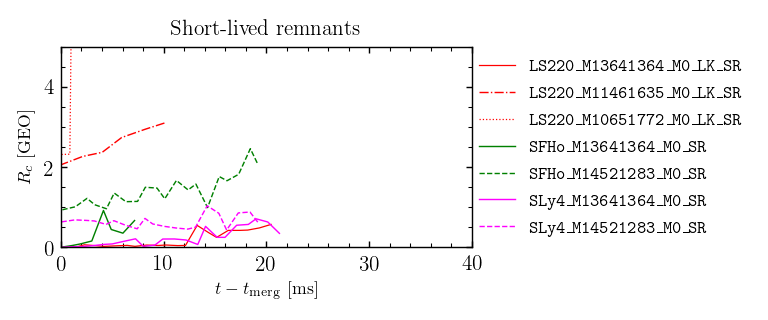 Short-lived remnants
R_c [GEO]
4
2
0
0 10 20 30 40
t − t_merg [ms]
LS220_M13641364_M0_LK_SR
LS220_M11461635_M0_LK_SR
LS220_M10651772_M0_LK_SR
SFHo_M13641364_M0_SR
SFHo_M14521283_M0_SR
SLy4_M13641364_M0_SR
SLy4_M14521283_M0_SR